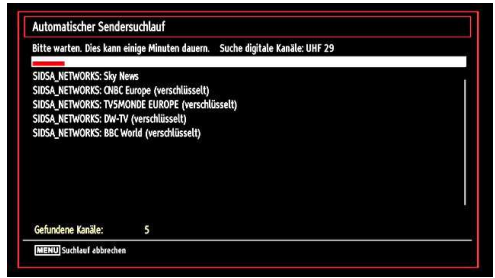 Automatischer Sendersuchlauf
Bitte warten. Dies kann einige Minuten dauern. Suche digitale Kanäle: UHF 29
SIDSA_NETWORKS: Sky News
SIDSA_NETWORKS: CNBC Europe (verschlüsselt)
SIDSA_NETWORKS: TV5MONDE EUROPE (verschlüsselt)
SIDSA_NETWORKS: DW-TV (verschlüsselt)
SIDSA_NETWORKS: BBC World (verschlüsselt)
Gefundene Kanäle: 5
MENU Suchlauf abbrechen